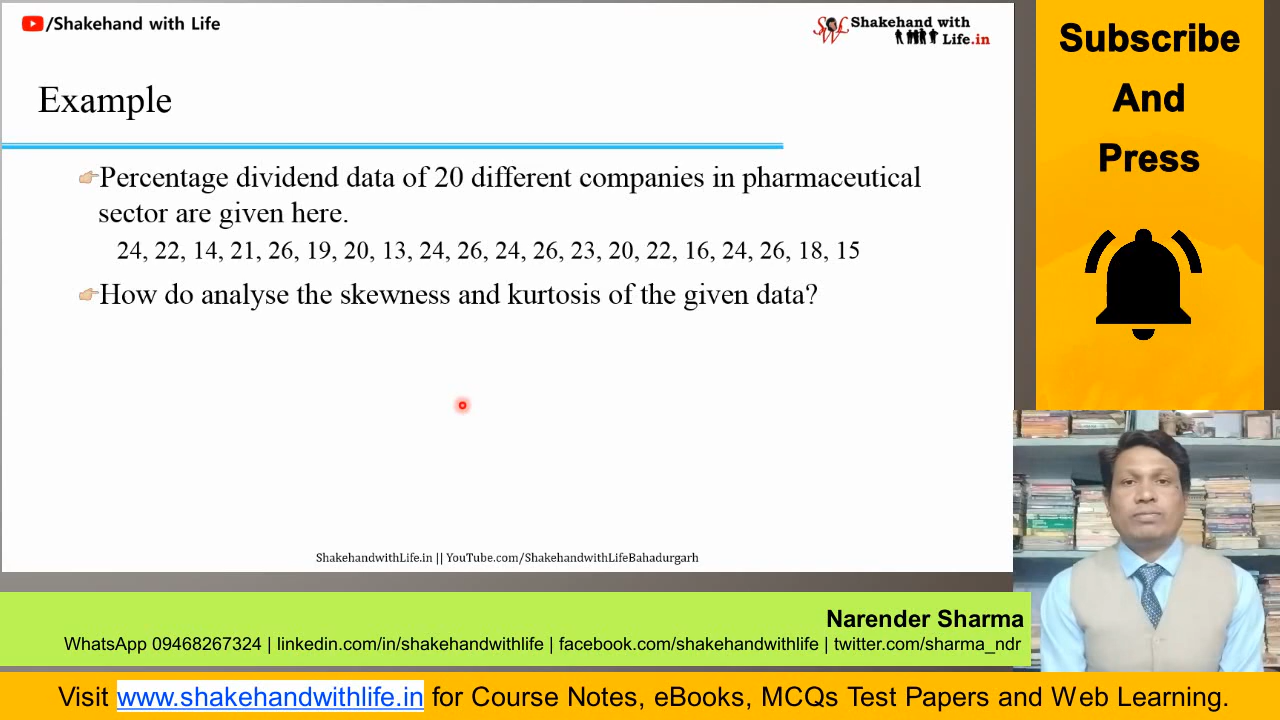 /Shakehand with Life
Shakehand with
Life.in
Example
Percentage dividend data of 20 different companies in pharmaceutical
sector are given here.
24, 22, 14, 21, 26, 19, 20, 13, 24, 26, 24, 26, 23, 20, 22, 16, 24, 26, 18, 15
How do analyse the skewness and kurtosis of the given data?
ShakehandwithLife.in || YouTube.com/ShakehandwithLifeBahadurgarh
Subscribe
And
Press
Narender Sharma
WhatsApp 09468267324 | linkedin.com/in/shakehandwithlife | facebook.com/shakehandwithlife | twitter.com/sharma_ndr
Visit www.shakehandwithlife.in for Course Notes, eBooks, MCQs Test Papers and Web Learning.